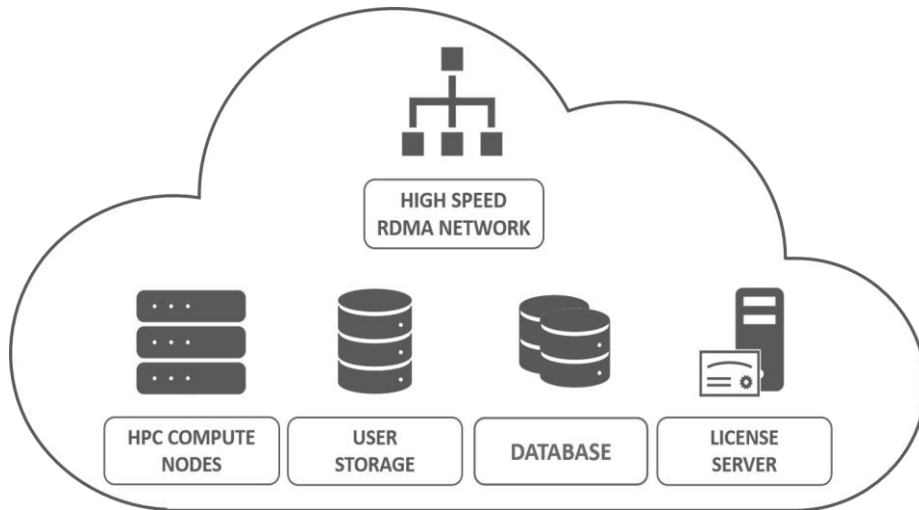 HIGH SPEED
RDMA NETWORK
HPC COMPUTE
NODES
USER
STORAGE
DATABASE
LICENSE
SERVER